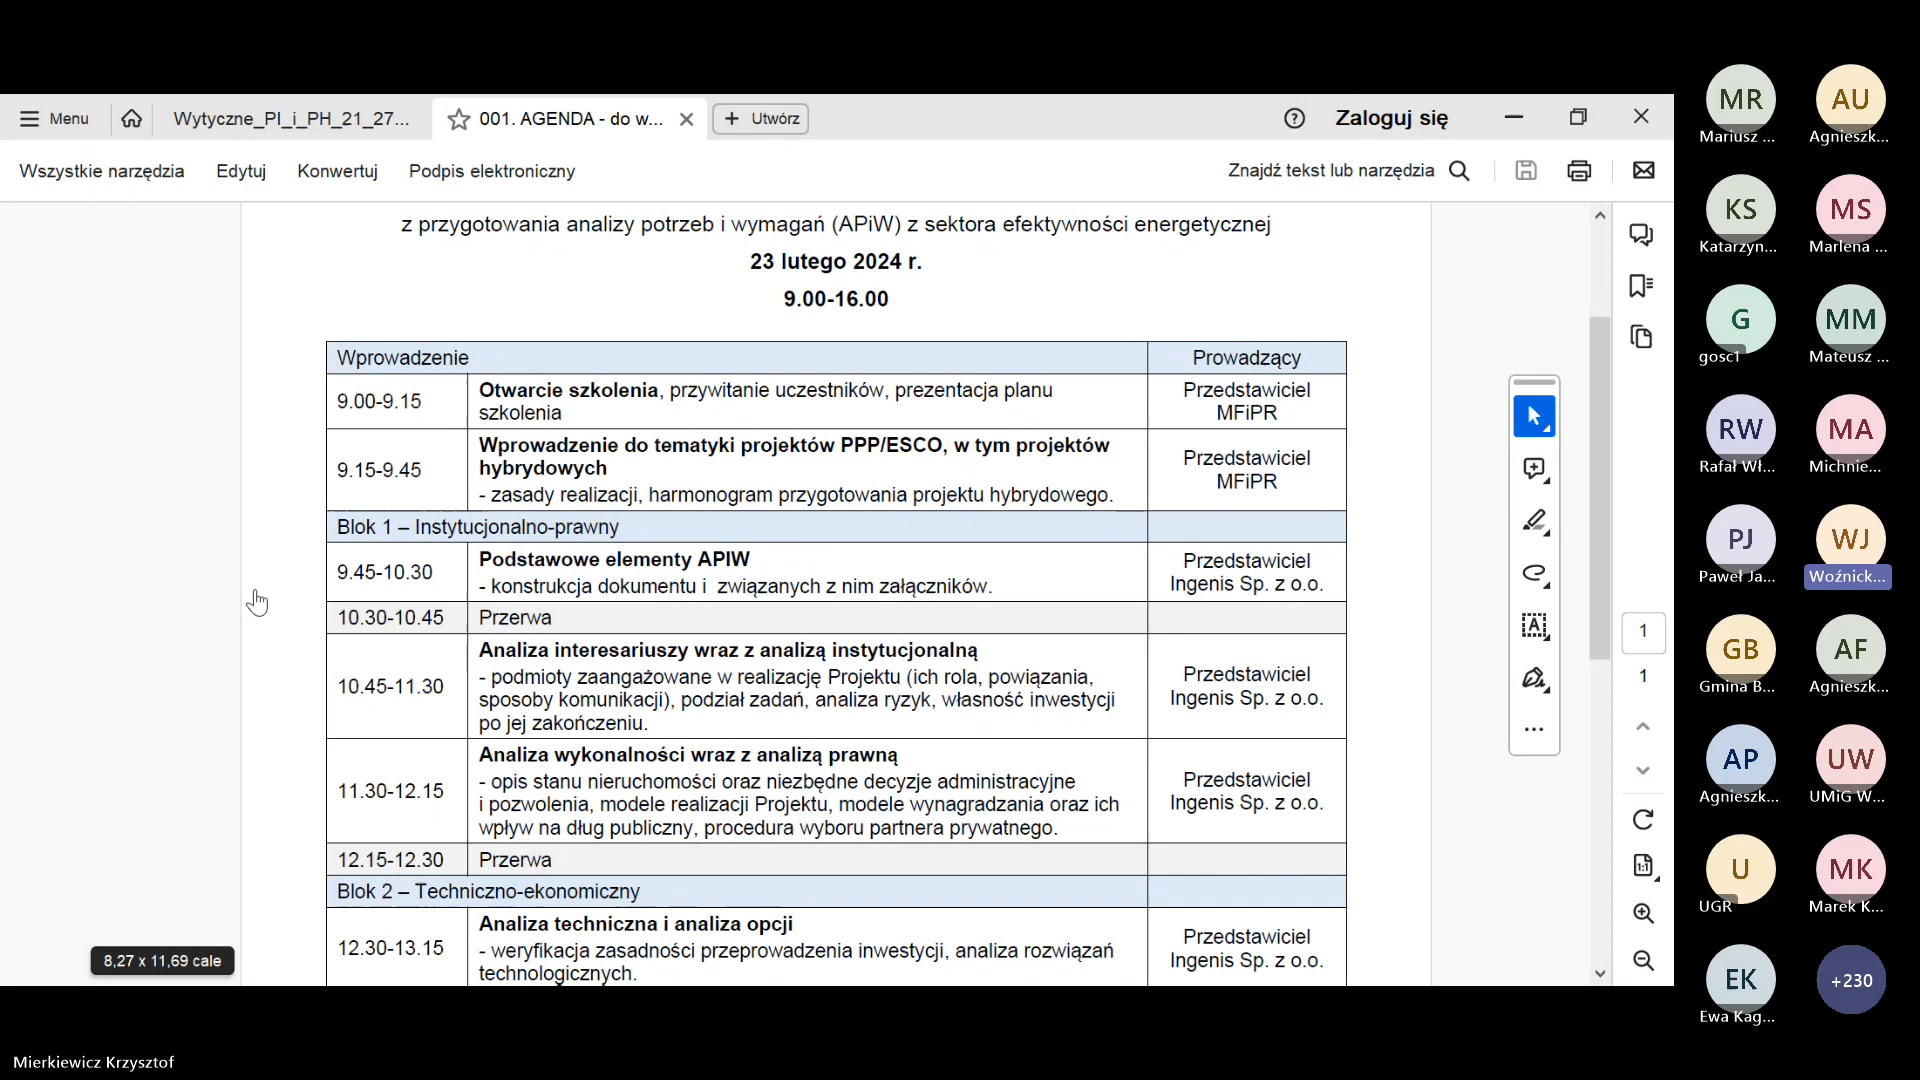 Menu
Wytyczne_PI_i_PH_21_27...
001. AGENDA - do w...
Utwórz
Zaloguj się
Wszystkie narzędzia
Edytuj
Konwertuj
Podpis elektroniczny
Znajdź tekst lub narzędzia
z przygotowania analizy potrzeb i wymagań (APiW) z sektora efektywności energetycznej
23 lutego 2024 r.
9.00-16.00
Wprowadzenie
Prowadzący
9.00-9.15
Otwarcie szkolenia, przywitanie uczestników, prezentacja planu
szkolenia
Przedstawiciel
MFiPR
9.15-9.45
Wprowadzenie do tematyki projektów PPP/ESCO, w tym projektów
hybrydowych
- zasady realizacji, harmonogram przygotowania projektu hybrydowego.
Przedstawiciel
MFiPR
Blok 1 – Instytucjonalno-prawny
9.45-10.30
Podstawowe elementy APIW
- konstrukcja dokumentu i związanych z nim załączników.
Przedstawiciel
Ingenis Sp. z o.o.
10.30-10.45
Przerwa
10.45-11.30
Analiza interesariuszy wraz z analizą instytucjonalną
- podmioty zaangażowane w realizację Projektu (ich rola, powiązania,
sposoby komunikacji), podział zadań, analiza ryzyk, własność inwestycji
po jej zakończeniu.
Przedstawiciel
Ingenis Sp. z o.o.
11.30-12.15
Analiza wykonalności wraz z analizą prawną
- opis stanu nieruchomości oraz niezbędne decyzje administracyjne
i pozwolenia, modele realizacji Projektu, modele wynagradzania oraz ich
wpływ na dług publiczny, procedura wyboru partnera prywatnego.
Przedstawiciel
Ingenis Sp. z o.o.
12.15-12.30
Przerwa
Blok 2 – Techniczno-ekonomiczny
12.30-13.15
Analiza techniczna i analiza opcji
- weryfikacja zasadności przeprowadzenia inwestycji, analiza rozwiązań
technologicznych.
Przedstawiciel
Ingenis Sp. z o.o.
8,27 x 11,69 cale
1
1
MR
Mariusz ...
AU
Agnieszk...
KS
Katarzyn...
MS
Marlena ...
G
gosc1
MM
Mateusz ...
RW
Rafał Wł...
MA
Michnie...
PJ
Paweł Ja...
WJ
Woźnick...
GB
Gmina B...
AF
Agnieszk...
AP
Agnieszk...
UW
UMiG W...
U
UGR
MK
Marek K...
EK
Ewa Kag...
+230
Mierkiewicz Krzysztof